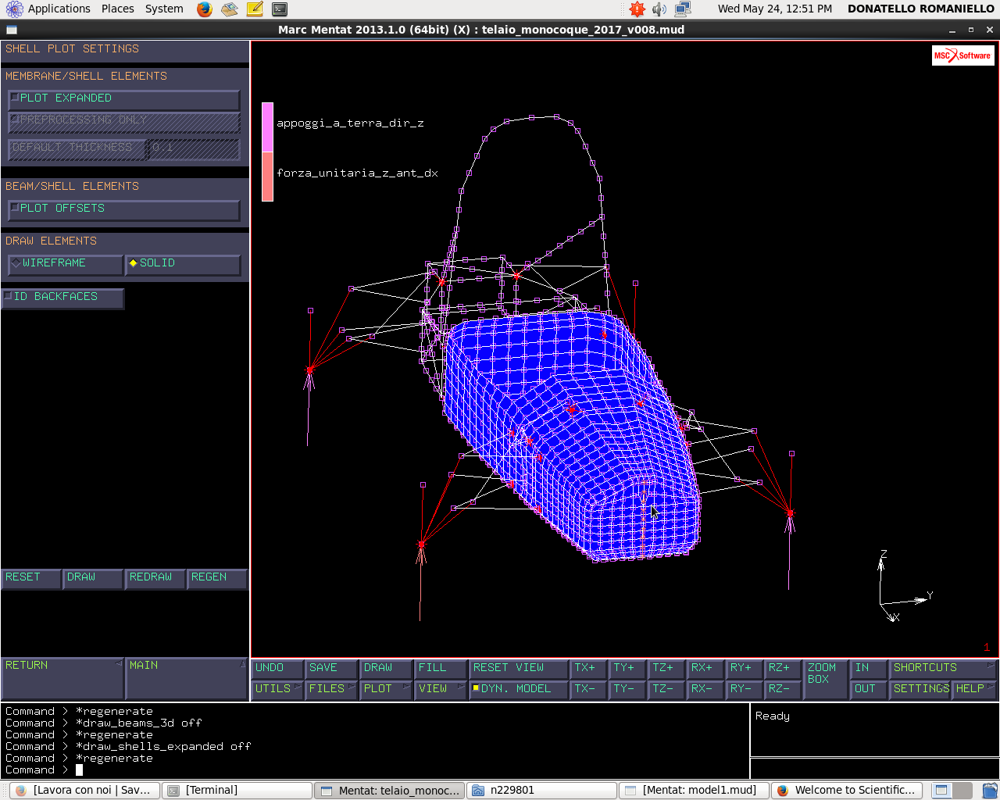 Applications Places System
Wed May 24, 12:51 PM DONATELLO ROMANIELLO
Marc Mentat 2013.1.0 (64bit) (X) : telaio_monocoque_2017_v008.mud
SHELL PLOT SETTINGS
MEMBRANE/SHELL ELEMENTS
PLOT EXPANDED
PREPROCESSING ONLY
DEFAULT THICKNESS 0.1
BEAM/SHELL ELEMENTS
PLOT OFFSETS
DRAW ELEMENTS
WIREFRAME SOLID
ID BACKFACES
RESET DRAW REDRAW REGEN
RETURN MAIN
MSC Software
appoggi_a_terra_dir_z
forza_unitaria_z_ant_dx
Z
Y
X
1
UNDO SAVE DRAW FILL RESET VIEW TX+ TY+ TZ+ RX+ RY+ RZ+ ZOOM BOX IN SHORTCUTS
UTILS FILES PLOT VIEW DYN. MODEL TX- TY- TZ- RX- RY- RZ- OUT SETTINGS HELP
Command > *regenerate
Command > *draw_beams_3d off
Command > *regenerate
Command > *draw_shells_expanded off
Command > *regenerate
Command >
Ready
[Lavora con noi | Sav... [Terminal] Mentat: telaio_monoc... n229801 [Mentat: model1.mud] Welcome to Scientific...